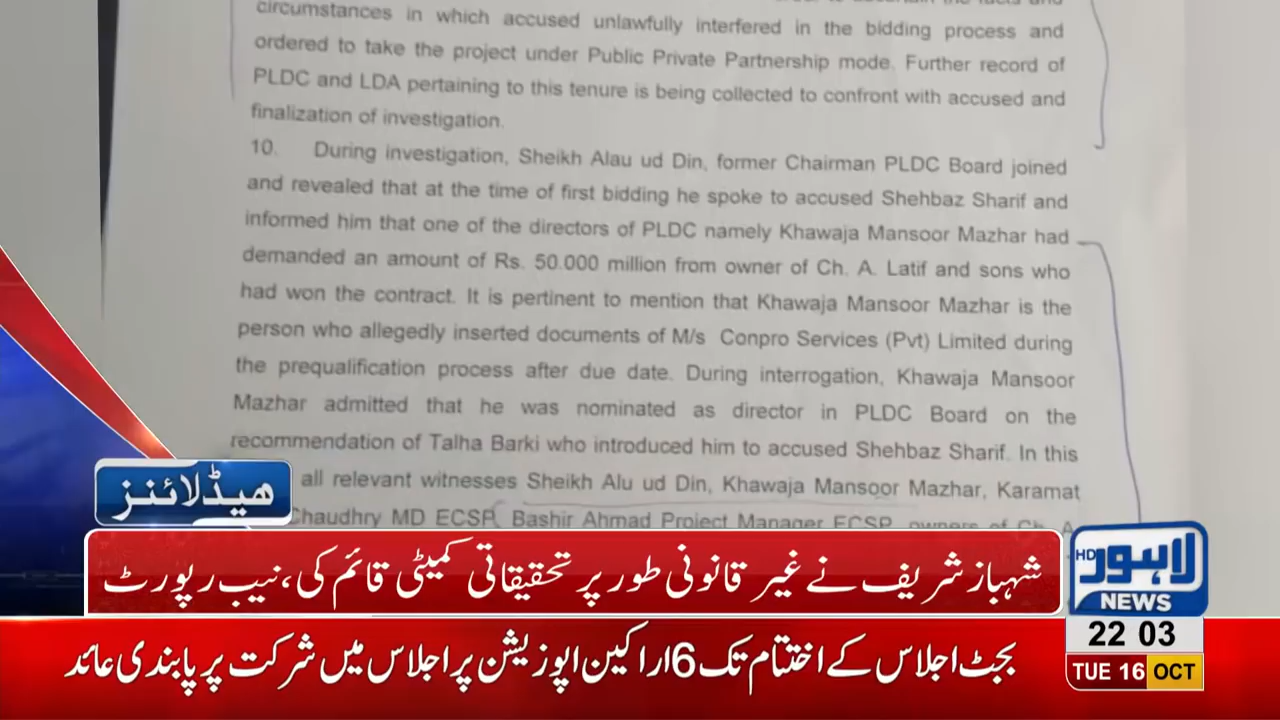 circumstances in which accused unlawfully interfered in the bidding process and
ordered to take the project under Public Private Partnership mode. Further record of
PLDC and LDA pertaining to this tenure is being collected to confront with accused and
finalization of investigation.
10. During investigation, Sheikh Alau ud Din, former Chairman PLDC Board joined
and revealed that at the time of first bidding he spoke to accused Shehbaz Sharif and
informed him that one of the directors of PLDC namely Khawaja Mansoor Mazhar had
demanded an amount of Rs. 50.000 million from owner of Ch. A. Latif and sons who
had won the contract. It is pertinent to mention that Khawaja Mansoor Mazhar is the
person who allegedly inserted documents of M/s Conpro Services (Pvt) Limited during
the prequalification process after due date. During interrogation, Khawaja Mansoor
Mazhar admitted that he was nominated as director in PLDC Board on the
recommendation of Talha Barki who introduced him to accused Shehbaz Sharif. In this
all relevant witnesses Sheikh Alu ud Din, Khawaja Mansoor Mazhar, Karamat
Chaudhry MD ECSP, Bashir Ahmad Project Manager ECSP, owners of Ch. A.
ہیڈلائنز
شہباز شریف نے غیر قانونی طور پر تحقیقاتی کمیٹی قائم کی، نیب رپورٹ
بجٹ اجلاس کے اختتام تک 6 اراکین اپوزیشن پر اجلاس میں شرکت پر پابندی عائد
لاہور HD
NEWS
22 03
TUE 16 OCT